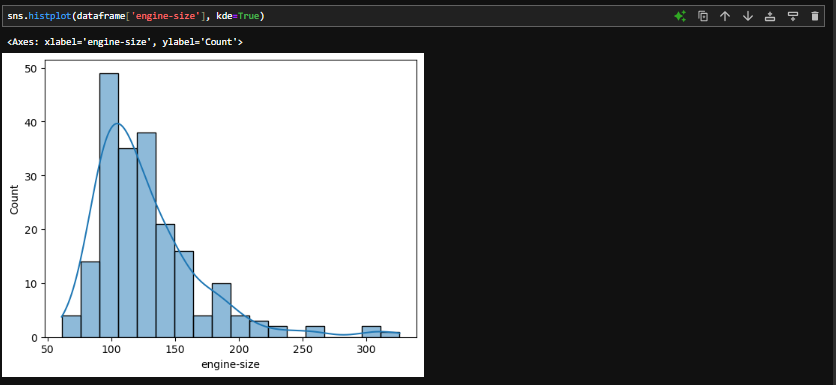 sns.histplot(dataframe['engine-size'], kde=True)
<Axes: xlabel='engine-size', ylabel='Count'>
50
40
30
20
10
0
Count
50 100 150 200 250 300
engine-size